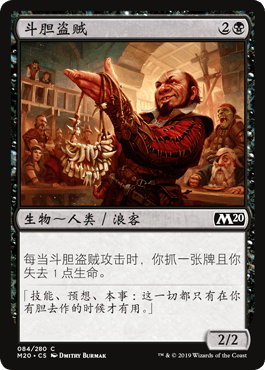 斗胆盗贼 2
M20
生物～人类／浪客
每当斗胆盗贼攻击时，你抓一张牌且你
失去1点生命。
「技能、预想、本事：这一切都只有在你
有胆去作的时候才有用。」
2/2
084/280 C
M20 • CS DMITRY BURMAK
™ & © 2019 Wizards of the Coast